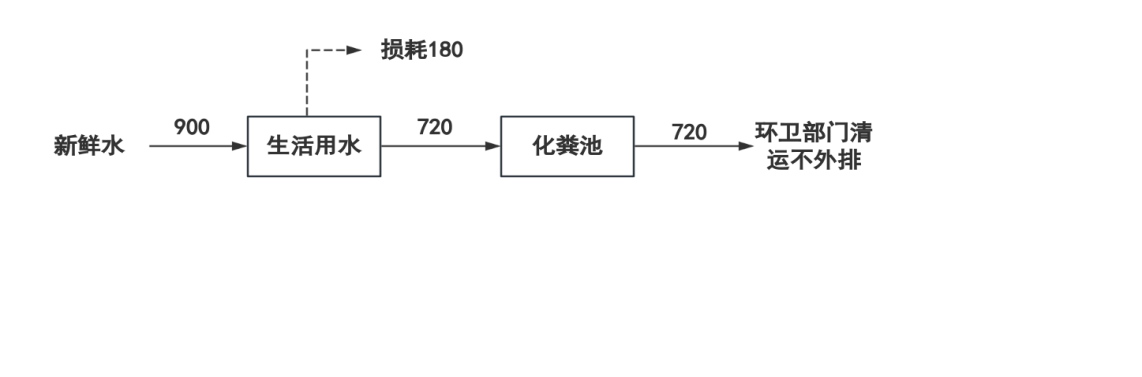 损耗180
新鲜水
900
生活用水
720
化粪池
720
环卫部门清
运不外排